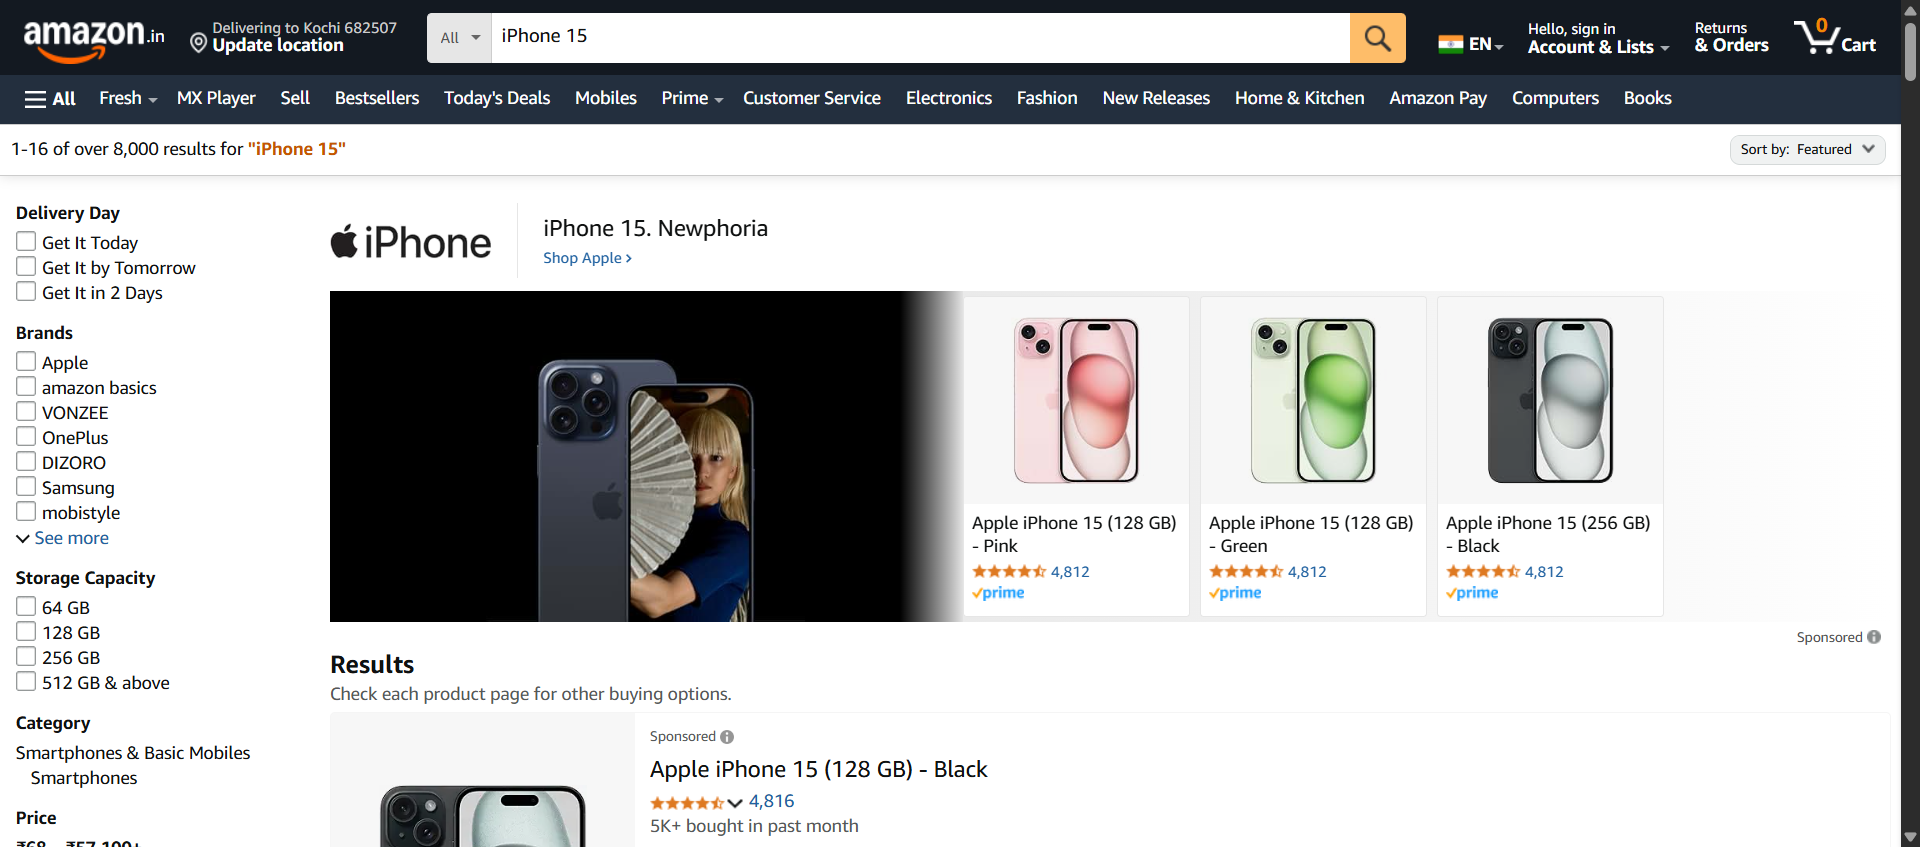 amazon.in
Delivering to Kochi 682507
Update location
All
iPhone 15
EN
Hello, sign in
Account & Lists
Returns
& Orders
0
Cart
All
Fresh
MX Player
Sell
Bestsellers
Today's Deals
Mobiles
Prime
Customer Service
Electronics
Fashion
New Releases
Home & Kitchen
Amazon Pay
Computers
Books
1-16 of over 8,000 results for "iPhone 15"
Sort by: Featured
Delivery Day
Get It Today
Get It by Tomorrow
Get It in 2 Days
Brands
Apple
amazon basics
VONZEE
OnePlus
DIZORO
Samsung
mobistyle
See more
Storage Capacity
64 GB
128 GB
256 GB
512 GB & above
Category
Smartphones & Basic Mobiles
Smartphones
Price
₹68 – ₹57,100+
iPhone
iPhone 15. Newphoria
Shop Apple ›
Apple iPhone 15 (128 GB)
- Pink
4,812
prime
Apple iPhone 15 (128 GB)
- Green
4,812
prime
Apple iPhone 15 (256 GB)
- Black
4,812
prime
Sponsored
Results
Check each product page for other buying options.
Sponsored
Apple iPhone 15 (128 GB) - Black
4,816
5K+ bought in past month